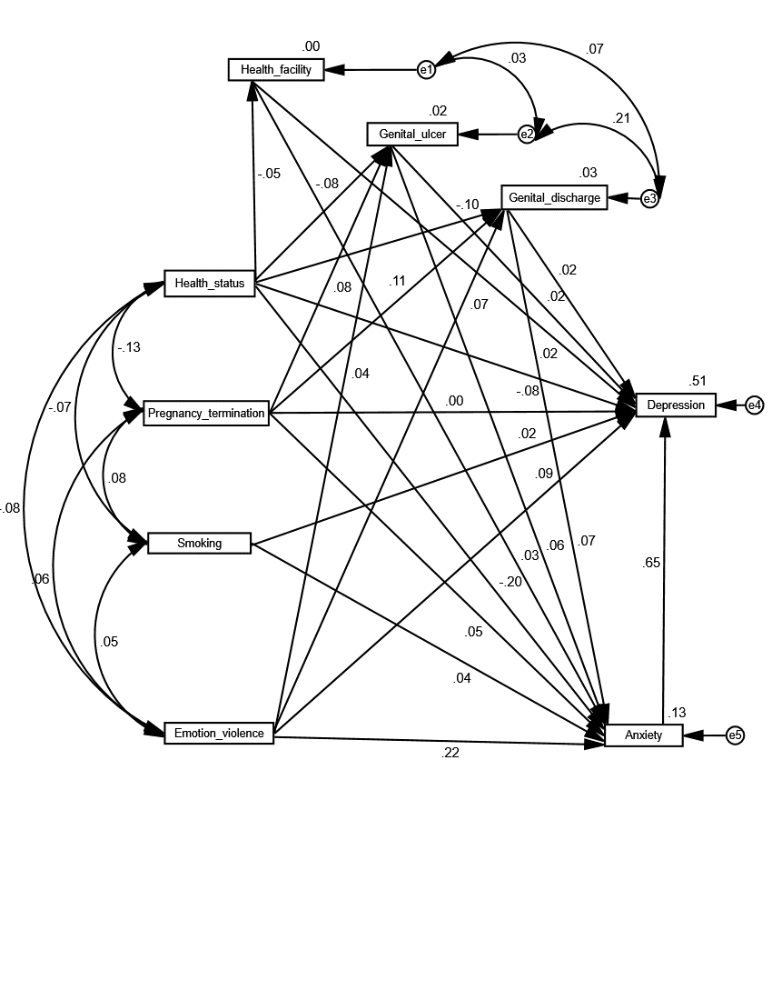 .00
.07
Health_facility
e1
.03
.02
.21
Genital_ulcer
e2
.03
-.05
-.08
Genital_discharge
e3
-.10
.02
Health_status
.08
.11
.02
.07
-.13
.02
.04
.51
-.08
.00
Depression
e4
-.07
Pregnancy_termination
.02
.08
.09
-.08
Smoking
.03
.06
.07
.65
.06
-.20
.05
.05
.04
.13
Emotion_violence
Anxiety
e5
.22